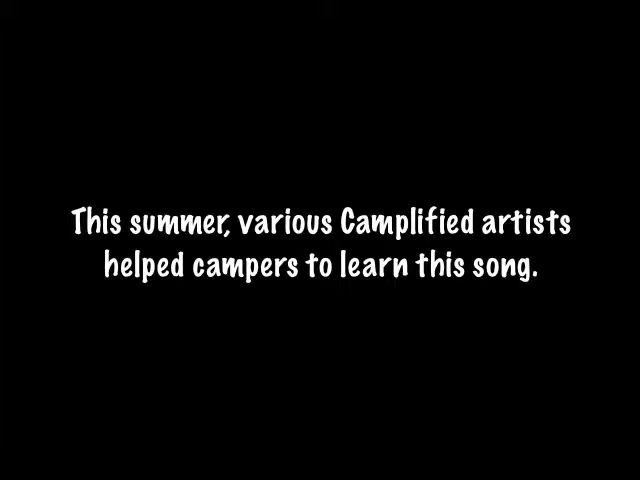 This summer, various Camplified artists
helped campers to learn this song.